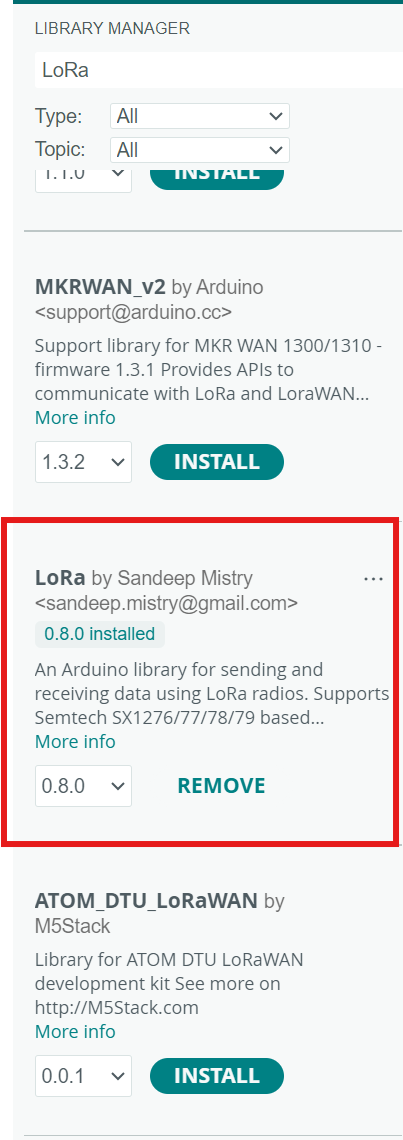 LIBRARY MANAGER
LoRa
Type: All
Topic: All
1.1.0 INSTALL
MKRWAN_v2 by Arduino
<support@arduino.cc>
Support library for MKR WAN 1300/1310 -
firmware 1.3.1 Provides APIs to
communicate with LoRa and LoraWAN...
More info
1.3.2 INSTALL
LoRa by Sandeep Mistry ...
<sandeep.mistry@gmail.com>
0.8.0 installed
An Arduino library for sending and
receiving data using LoRa radios. Supports
Semtech SX1276/77/78/79 based...
More info
0.8.0 REMOVE
ATOM_DTU_LoRaWAN by
M5Stack
Library for ATOM DTU LoRaWAN
development kit See more on
http://M5Stack.com
More info
0.0.1 INSTALL